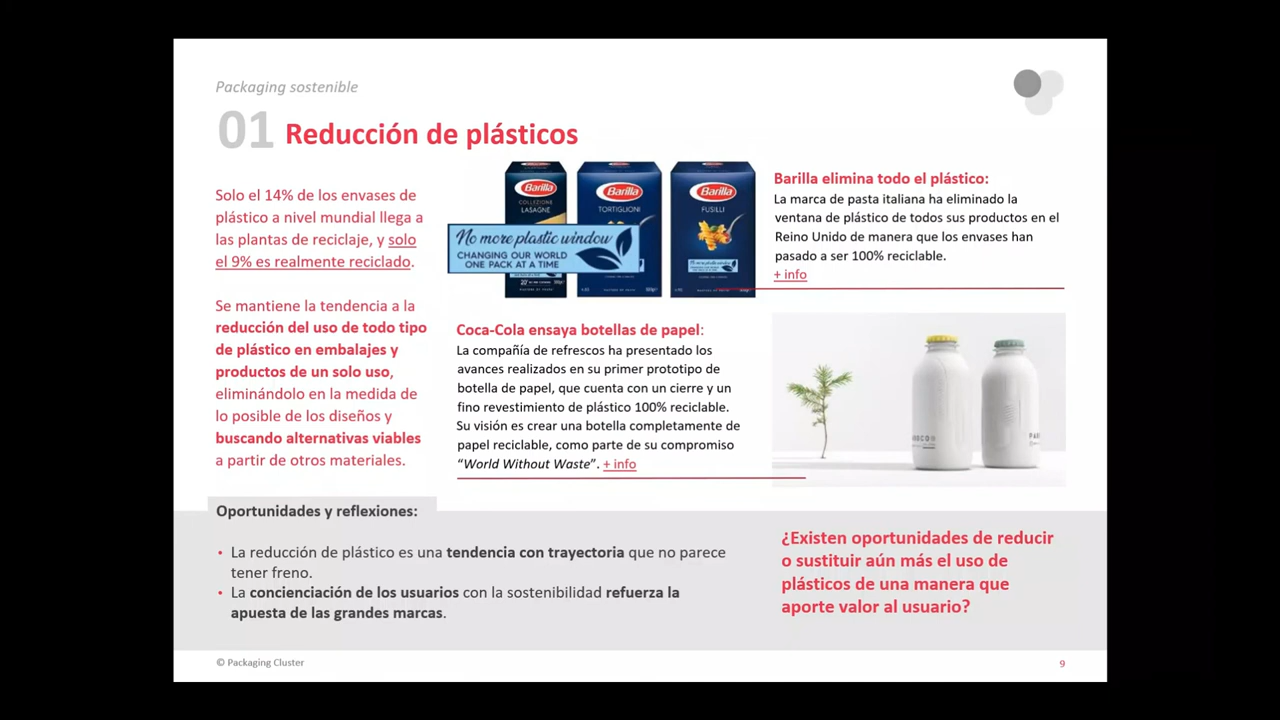 Packaging sostenible
01 Reducción de plásticos
Solo el 14% de los envases de
plástico a nivel mundial llega a
las plantas de reciclaje, y solo
el 9% es realmente reciclado.
Se mantiene la tendencia a la
reducción del uso de todo tipo
de plástico en embalajes y
productos de un solo uso,
eliminándolo en la medida de
lo posible de los diseños y
buscando alternativas viables
a partir de otros materiales.
Barilla
COLLEZIONE
LASAGNE
Barilla
TORTIGLIONI
Barilla
FUSILLI
No more plastic window
CHANGING OUR WORLD
ONE PACK AT A TIME
Barilla elimina todo el plástico:
La marca de pasta italiana ha eliminado la
ventana de plástico de todos sus productos en el
Reino Unido de manera que los envases han
pasado a ser 100% reciclable.
+ info
Coca-Cola ensaya botellas de papel:
La compañía de refrescos ha presentado los
avances realizados en su primer prototipo de
botella de papel, que cuenta con un cierre y un
fino revestimiento de plástico 100% reciclable.
Su visión es crear una botella completamente de
papel reciclable, como parte de su compromiso
“World Without Waste”. + info
Oportunidades y reflexiones:
• La reducción de plástico es una tendencia con trayectoria que no parece
tener freno.
• La concienciación de los usuarios con la sostenibilidad refuerza la
apuesta de las grandes marcas.
¿Existen oportunidades de reducir
o sustituir aún más el uso de
plásticos de una manera que
aporte valor al usuario?
© Packaging Cluster
9